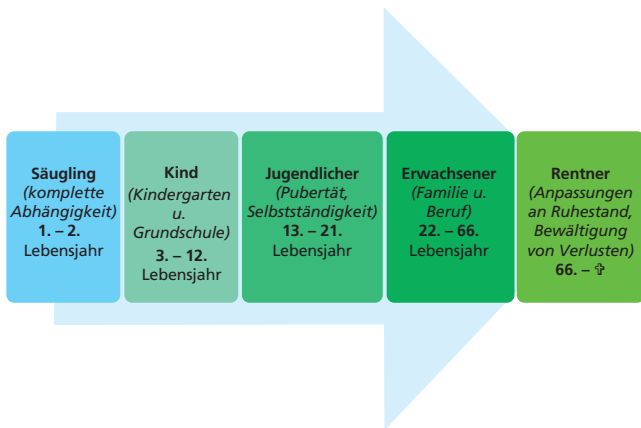 Säugling
(komplette
Abhängigkeit)
1. – 2.
Lebensjahr
Kind
(Kindergarten
u.
Grundschule)
3. – 12.
Lebensjahr
Jugendlicher
(Pubertät,
Selbstständigkeit)
13. – 21.
Lebensjahr
Erwachsener
(Familie u.
Beruf)
22. – 66.
Lebensjahr
Rentner
(Anpassungen
an Ruhestand,
Bewältigung
von Verlusten)
66. – ✞